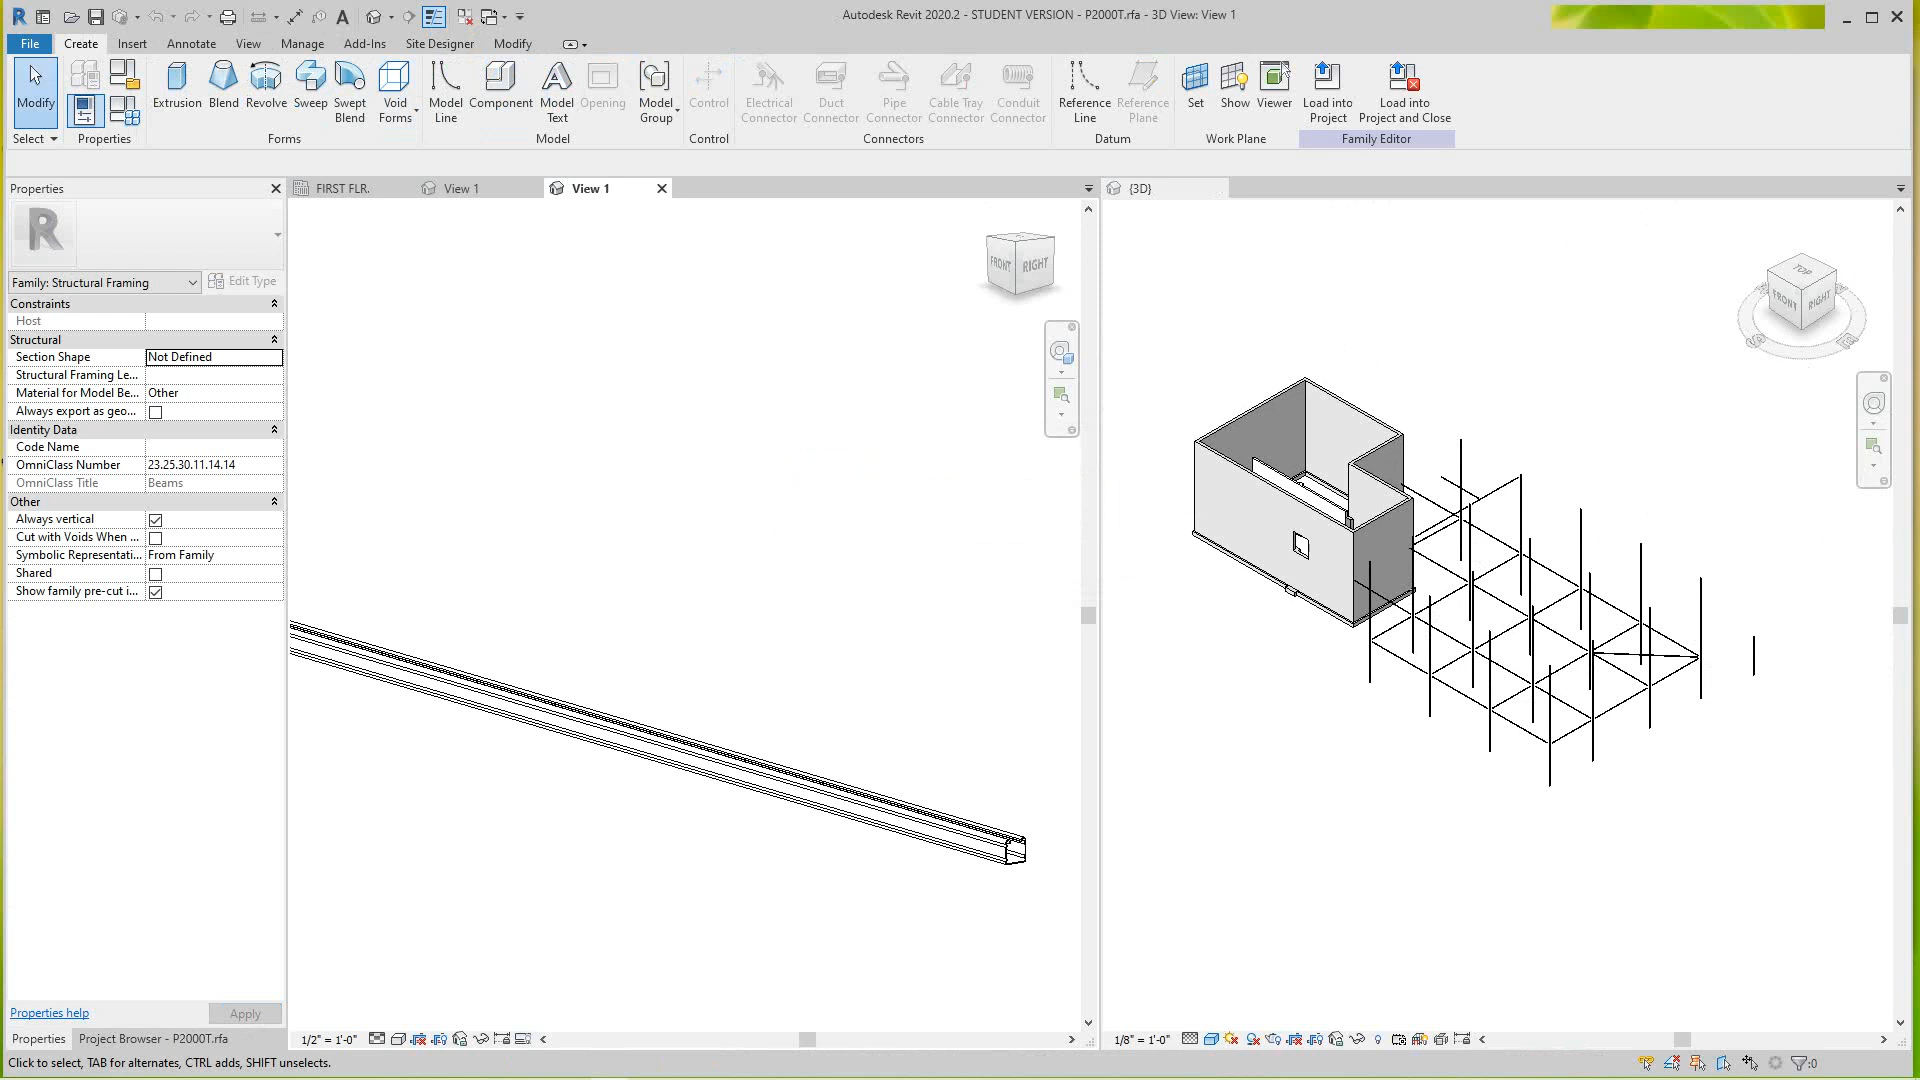 Autodesk Revit 2020.2 - STUDENT VERSION - P2000T.rfa - 3D View: View 1
File Create Insert Annotate View Manage Add-Ins Site Designer Modify
Modify
Extrusion Blend Revolve Sweep Swept Blend Void Forms
Model Line Component Model Text Opening Model Group
Control
Electrical Connector Duct Connector Pipe Connector Cable Tray Connector Conduit Connector
Reference Line Reference Plane
Set Show Viewer
Load into Project Load into Project and Close
Select Properties Forms Model Control Connectors Datum Work Plane Family Editor
Properties
FIRST FLR. View 1 View 1 {3D}
R
FRONT RIGHT
TOP
FRONT RIGHT
Family: Structural Framing Edit Type
Constraints
Host
Structural
Section Shape Not Defined
Structural Framing Le...
Material for Model Be... Other
Always export as geo...
Identity Data
Code Name
OmniClass Number 23.25.30.11.14.14
OmniClass Title Beams
Other
Always vertical
Cut with Voids When ...
Symbolic Representati... From Family
Shared
Show family pre-cut i...
Properties help Apply
Properties Project Browser - P2000T.rfa
1/2" = 1'-0"
1/8" = 1'-0"
Click to select, TAB for alternates, CTRL adds, SHIFT unselects.
:0